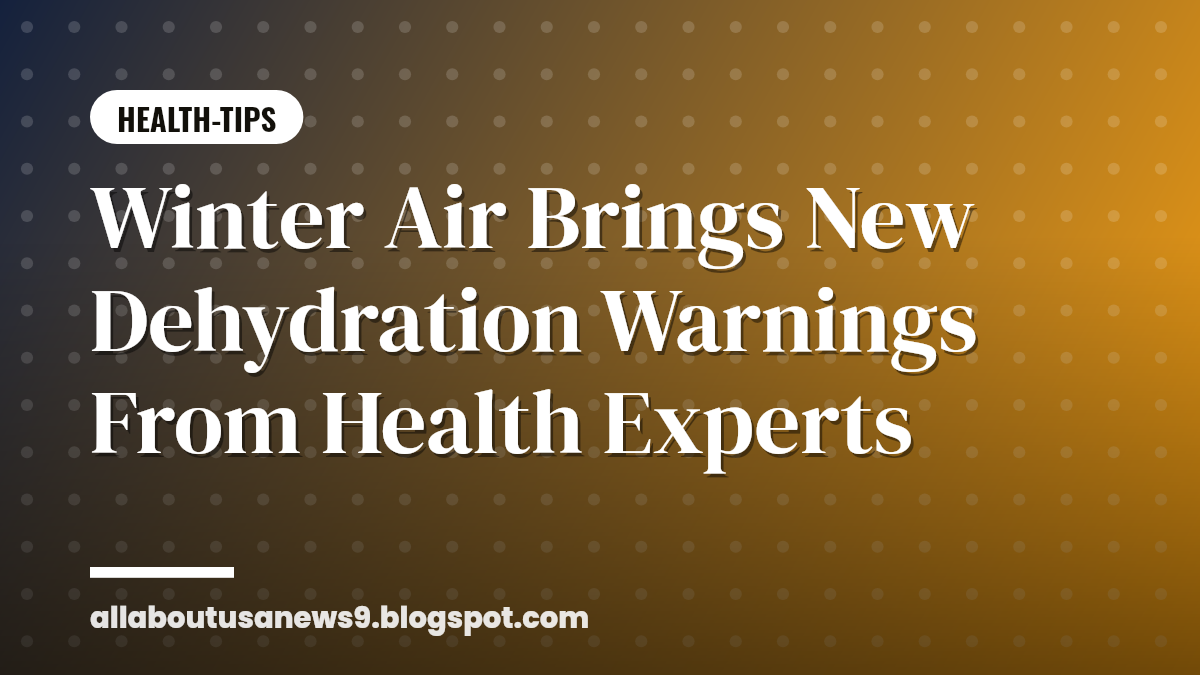 HEALTH-TIPS
Winter Air Brings New
Dehydration Warnings
From Health Experts
allaboutusanews9.blogspot.com